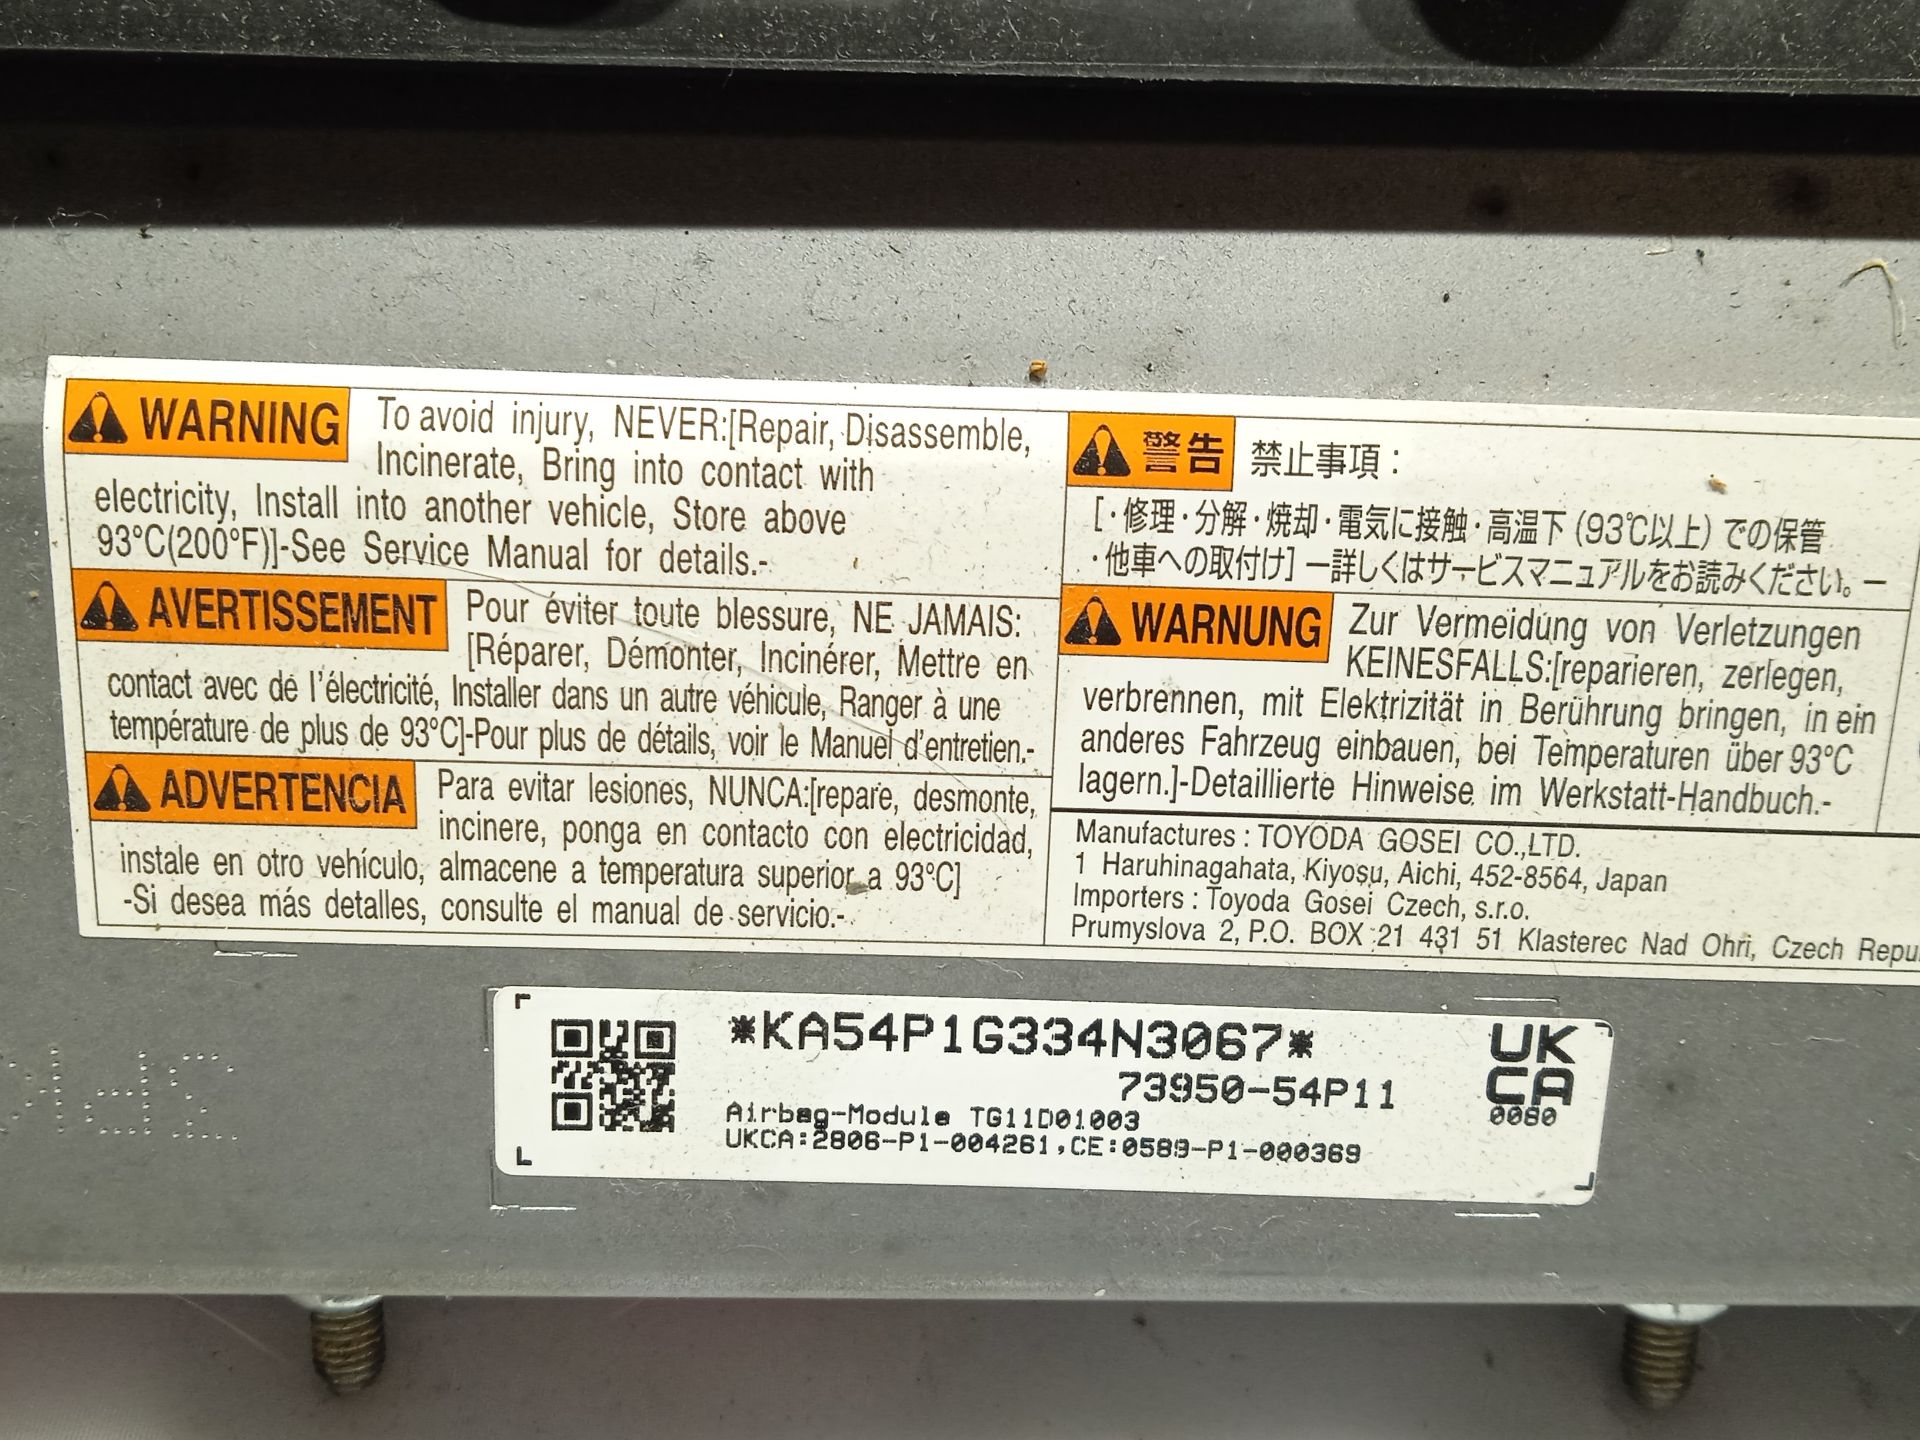 WARNING To avoid injury, NEVER:[Repair, Disassemble,
Incinerate, Bring into contact with
electricity, Install into another vehicle, Store above
93°C(200°F)]-See Service Manual for details.-
AVERTISSEMENT Pour éviter toute blessure, NE JAMAIS:
[Réparer, Démonter, Incinérer, Mettre en
contact avec de l'électricité, Installer dans un autre véhicule, Ranger à une
température de plus de 93°C]-Pour plus de détails, voir le Manuel d'entretien.-
ADVERTENCIA Para evitar lesiones, NUNCA:[repare, desmonte,
incinere, ponga en contacto con electricidad,
instale en otro vehículo, almacene a temperatura superior a 93°C]
-Si desea más detalles, consulte el manual de servicio.-
警告 禁止事項：
[・修理・分解・焼却・電気に接触・高温下（93℃以上）での保管
・他車への取付け] ー詳しくはサービスマニュアルをお読みください。ー
WARNUNG Zur Vermeidung von Verletzungen
KEINESFALLS:[reparieren, zerlegen,
verbrennen, mit Elektrizität in Berührung bringen, in ein
anderes Fahrzeug einbauen, bei Temperaturen über 93°C
lagern.]-Detaillierte Hinweise im Werkstatt-Handbuch.-
Manufactures : TOYODA GOSEI CO.,LTD.
1 Haruhinagahata, Kiyosu, Aichi, 452-8564, Japan
Importers : Toyoda Gosei Czech, s.r.o.
Prumyslova 2, P.O. BOX 21 431 51 Klasterec Nad Ohri, Czech Repu
*KA54P1G334N3067*
73950-54P11
Airbag-Module TG11D01003
UKCA:2806-P1-004261,CE:0589-P1-000369
UK
CA
0080